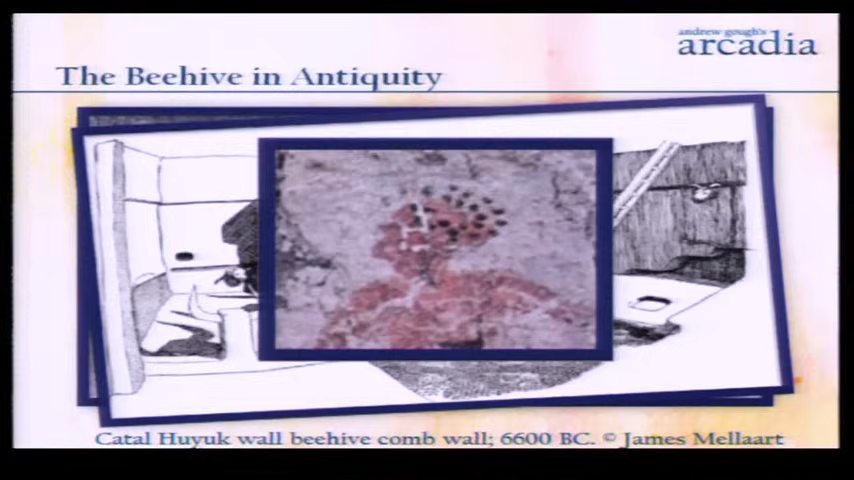 andrew gough's
arcadia
The Beehive in Antiquity
Catal Huyuk wall beehive comb wall; 6600 BC. © James Mellaart